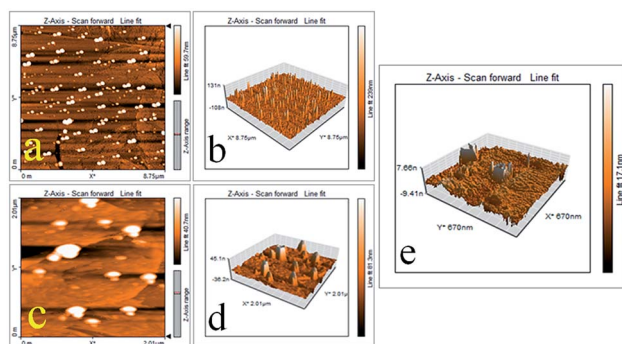 Z-Axis - Scan forward Line fit
8.75µm
Y*
0 m
0 m
X*
8.75µm
Line fit 59.7nm
Z-Axis range
a
Z-Axis - Scan forward Line fit
131n
-108n
X* 8.75µm
Y* 8.75µm
Line fit 239nm
b
Z-Axis - Scan forward Line fit
2.01µm
Y*
0 m
0 m
X*
2.01µm
Line fit 40.7nm
Z-Axis range
c
Z-Axis - Scan forward Line fit
45.1n
-36.2n
X* 2.01µm
Y* 2.01µ
Line fit 81.3nm
d
Z-Axis - Scan forward Line fit
7.66n
-9.41n
Y* 670nm
X* 670nm
Line fit 17.1nm
e